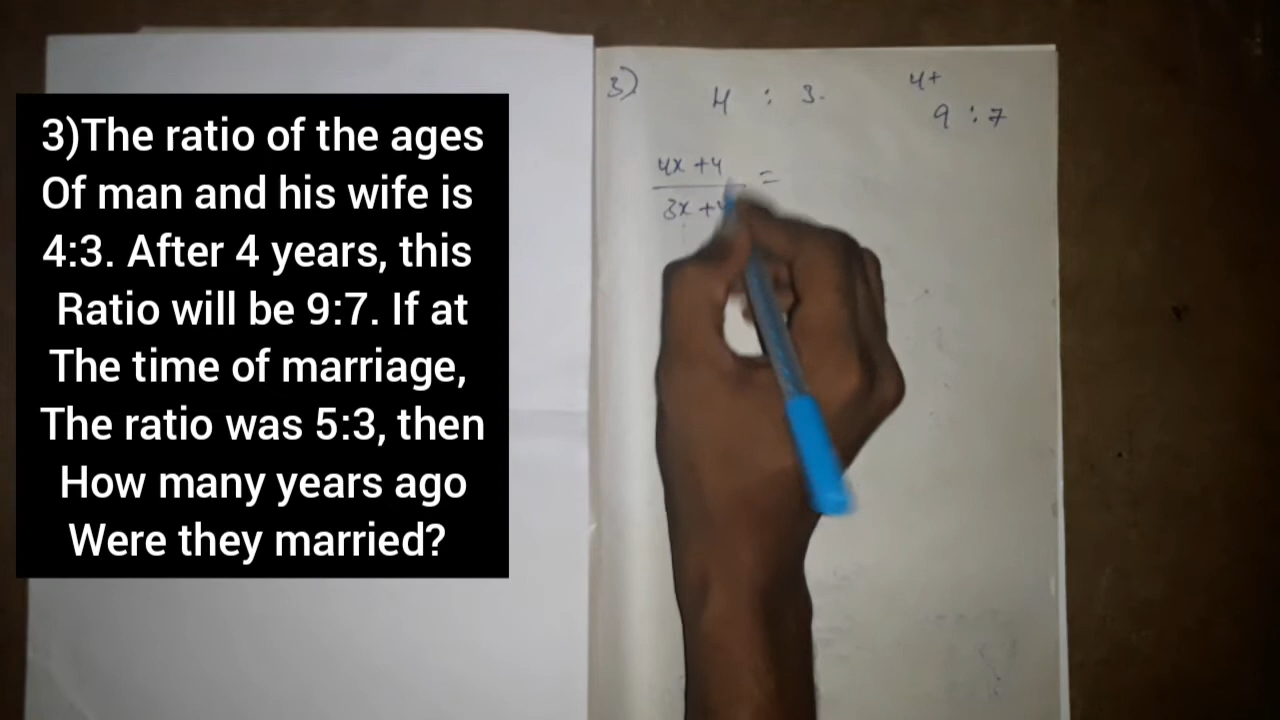 3)The ratio of the ages
Of man and his wife is
4:3. After 4 years, this
Ratio will be 9:7. If at
The time of marriage,
The ratio was 5:3, then
How many years ago
Were they married?
3)
4 : 3.
4+
9 : 7
4x + 4
=
3x + 4